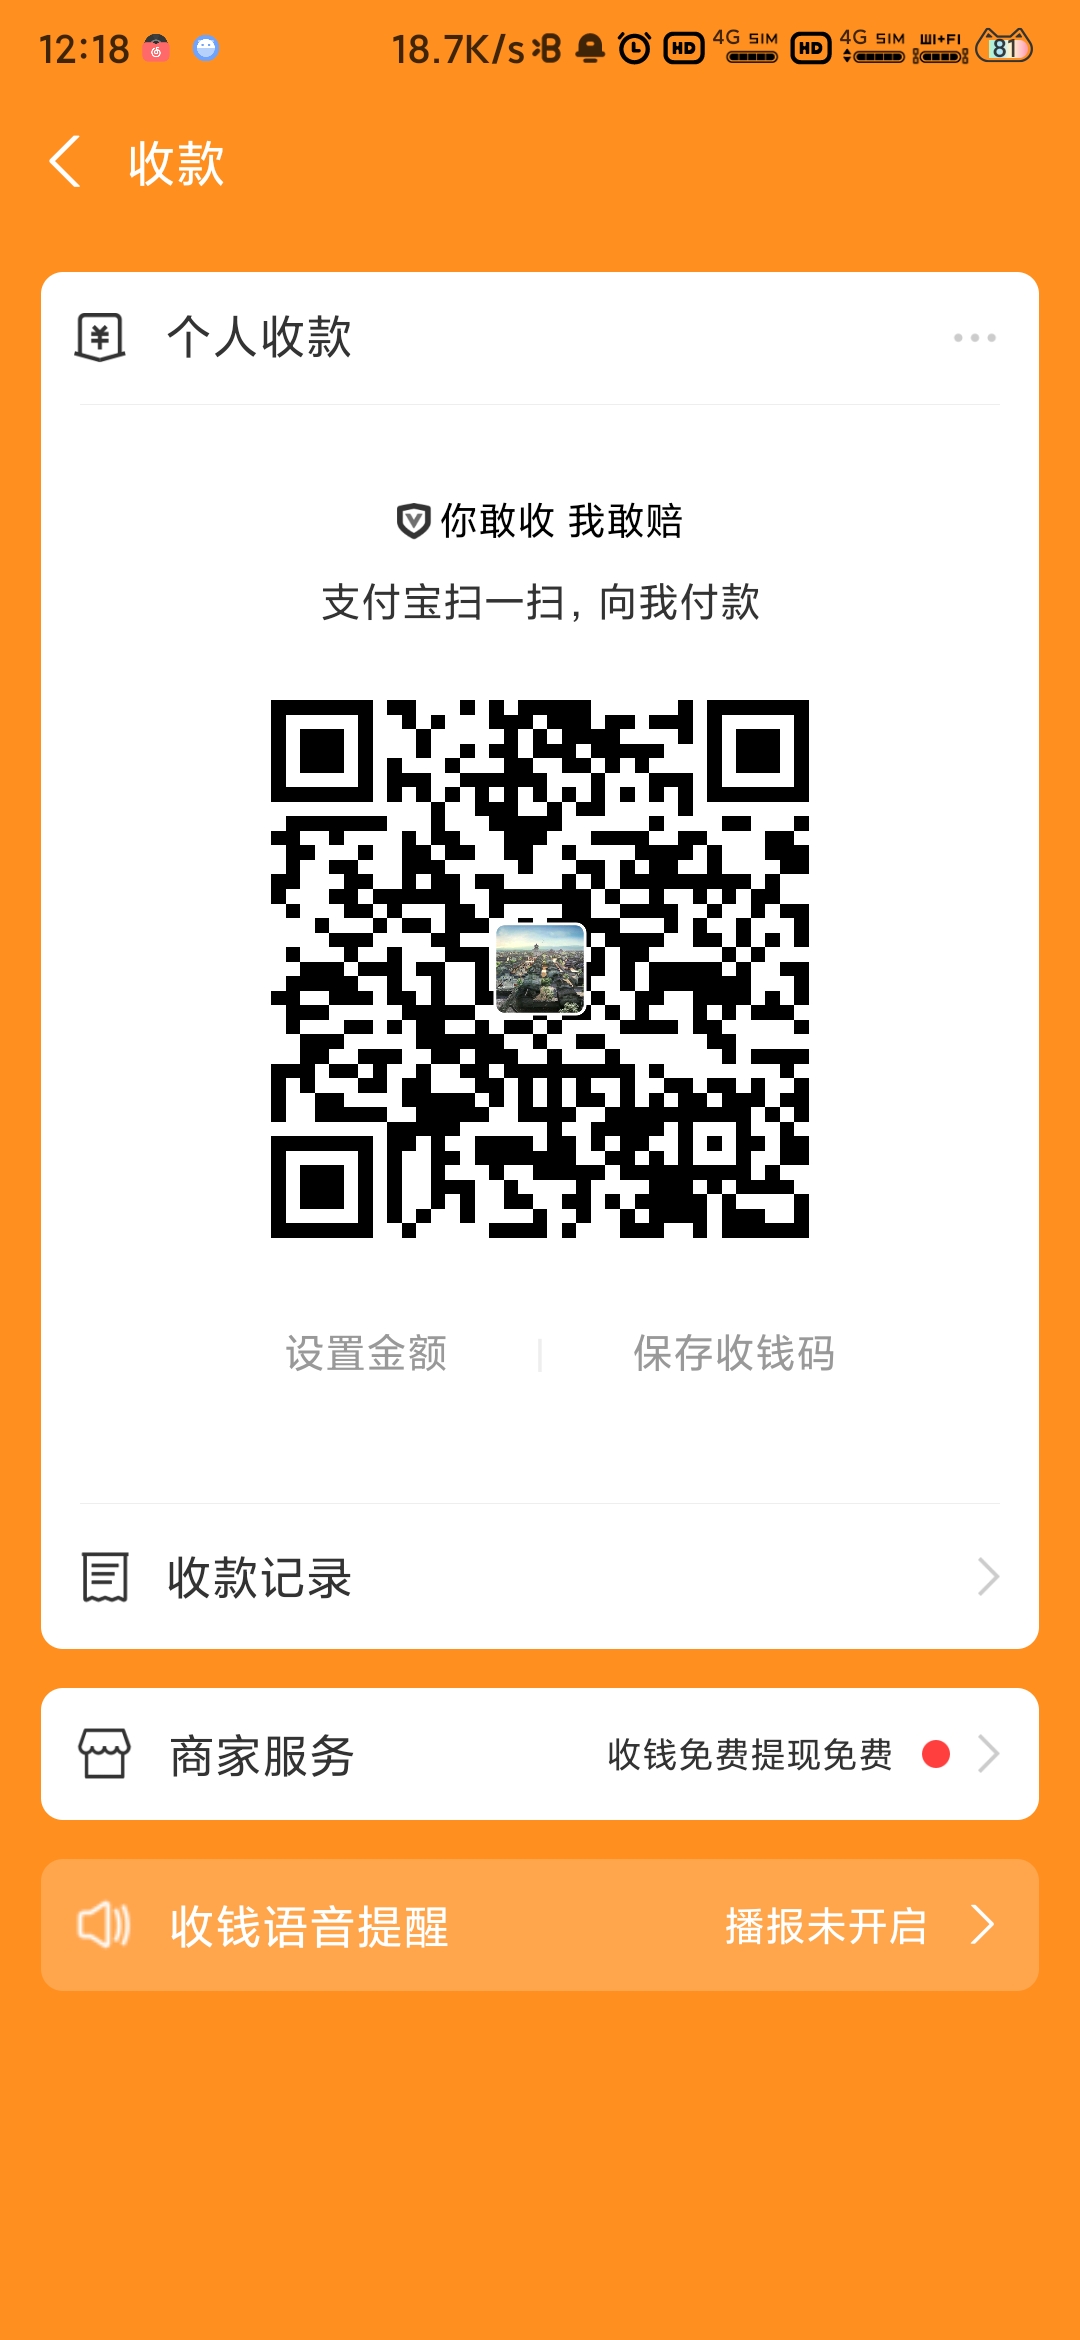 12:18 18.7K/s HD 4G SIM HD 4G SIM WI+FI 81
收款
个人收款
你敢收 我敢赔
支付宝扫一扫，向我付款
设置金额 保存收钱码
收款记录
商家服务 收钱免费提现免费
收钱语音提醒 播报未开启